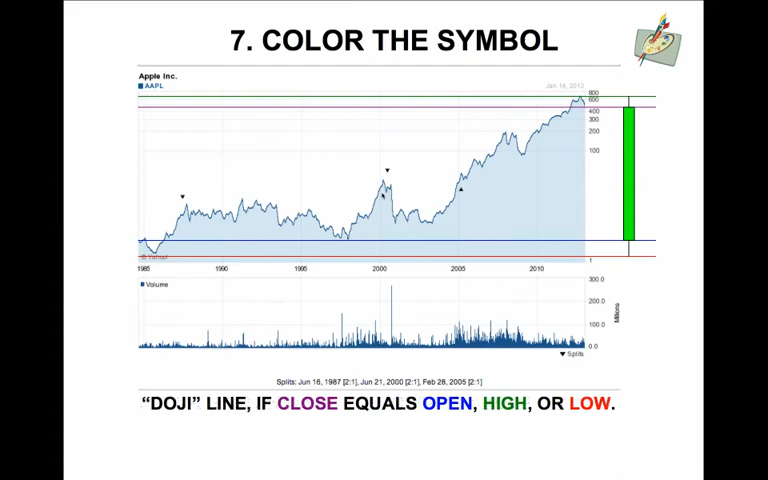 7. COLOR THE SYMBOL
Apple Inc.
AAPL
Jan 14, 2013
800
600
400
300
200
100
1
© Yahoo!
1985
1990
1995
2000
2005
2010
Volume
300.0
200.0
100.0
0.0
Millions
Splits
Splits: Jun 16, 1987 [2:1], Jun 21, 2000 [2:1], Feb 28, 2005 [2:1]
“DOJI” LINE, IF CLOSE EQUALS OPEN, HIGH, OR LOW.